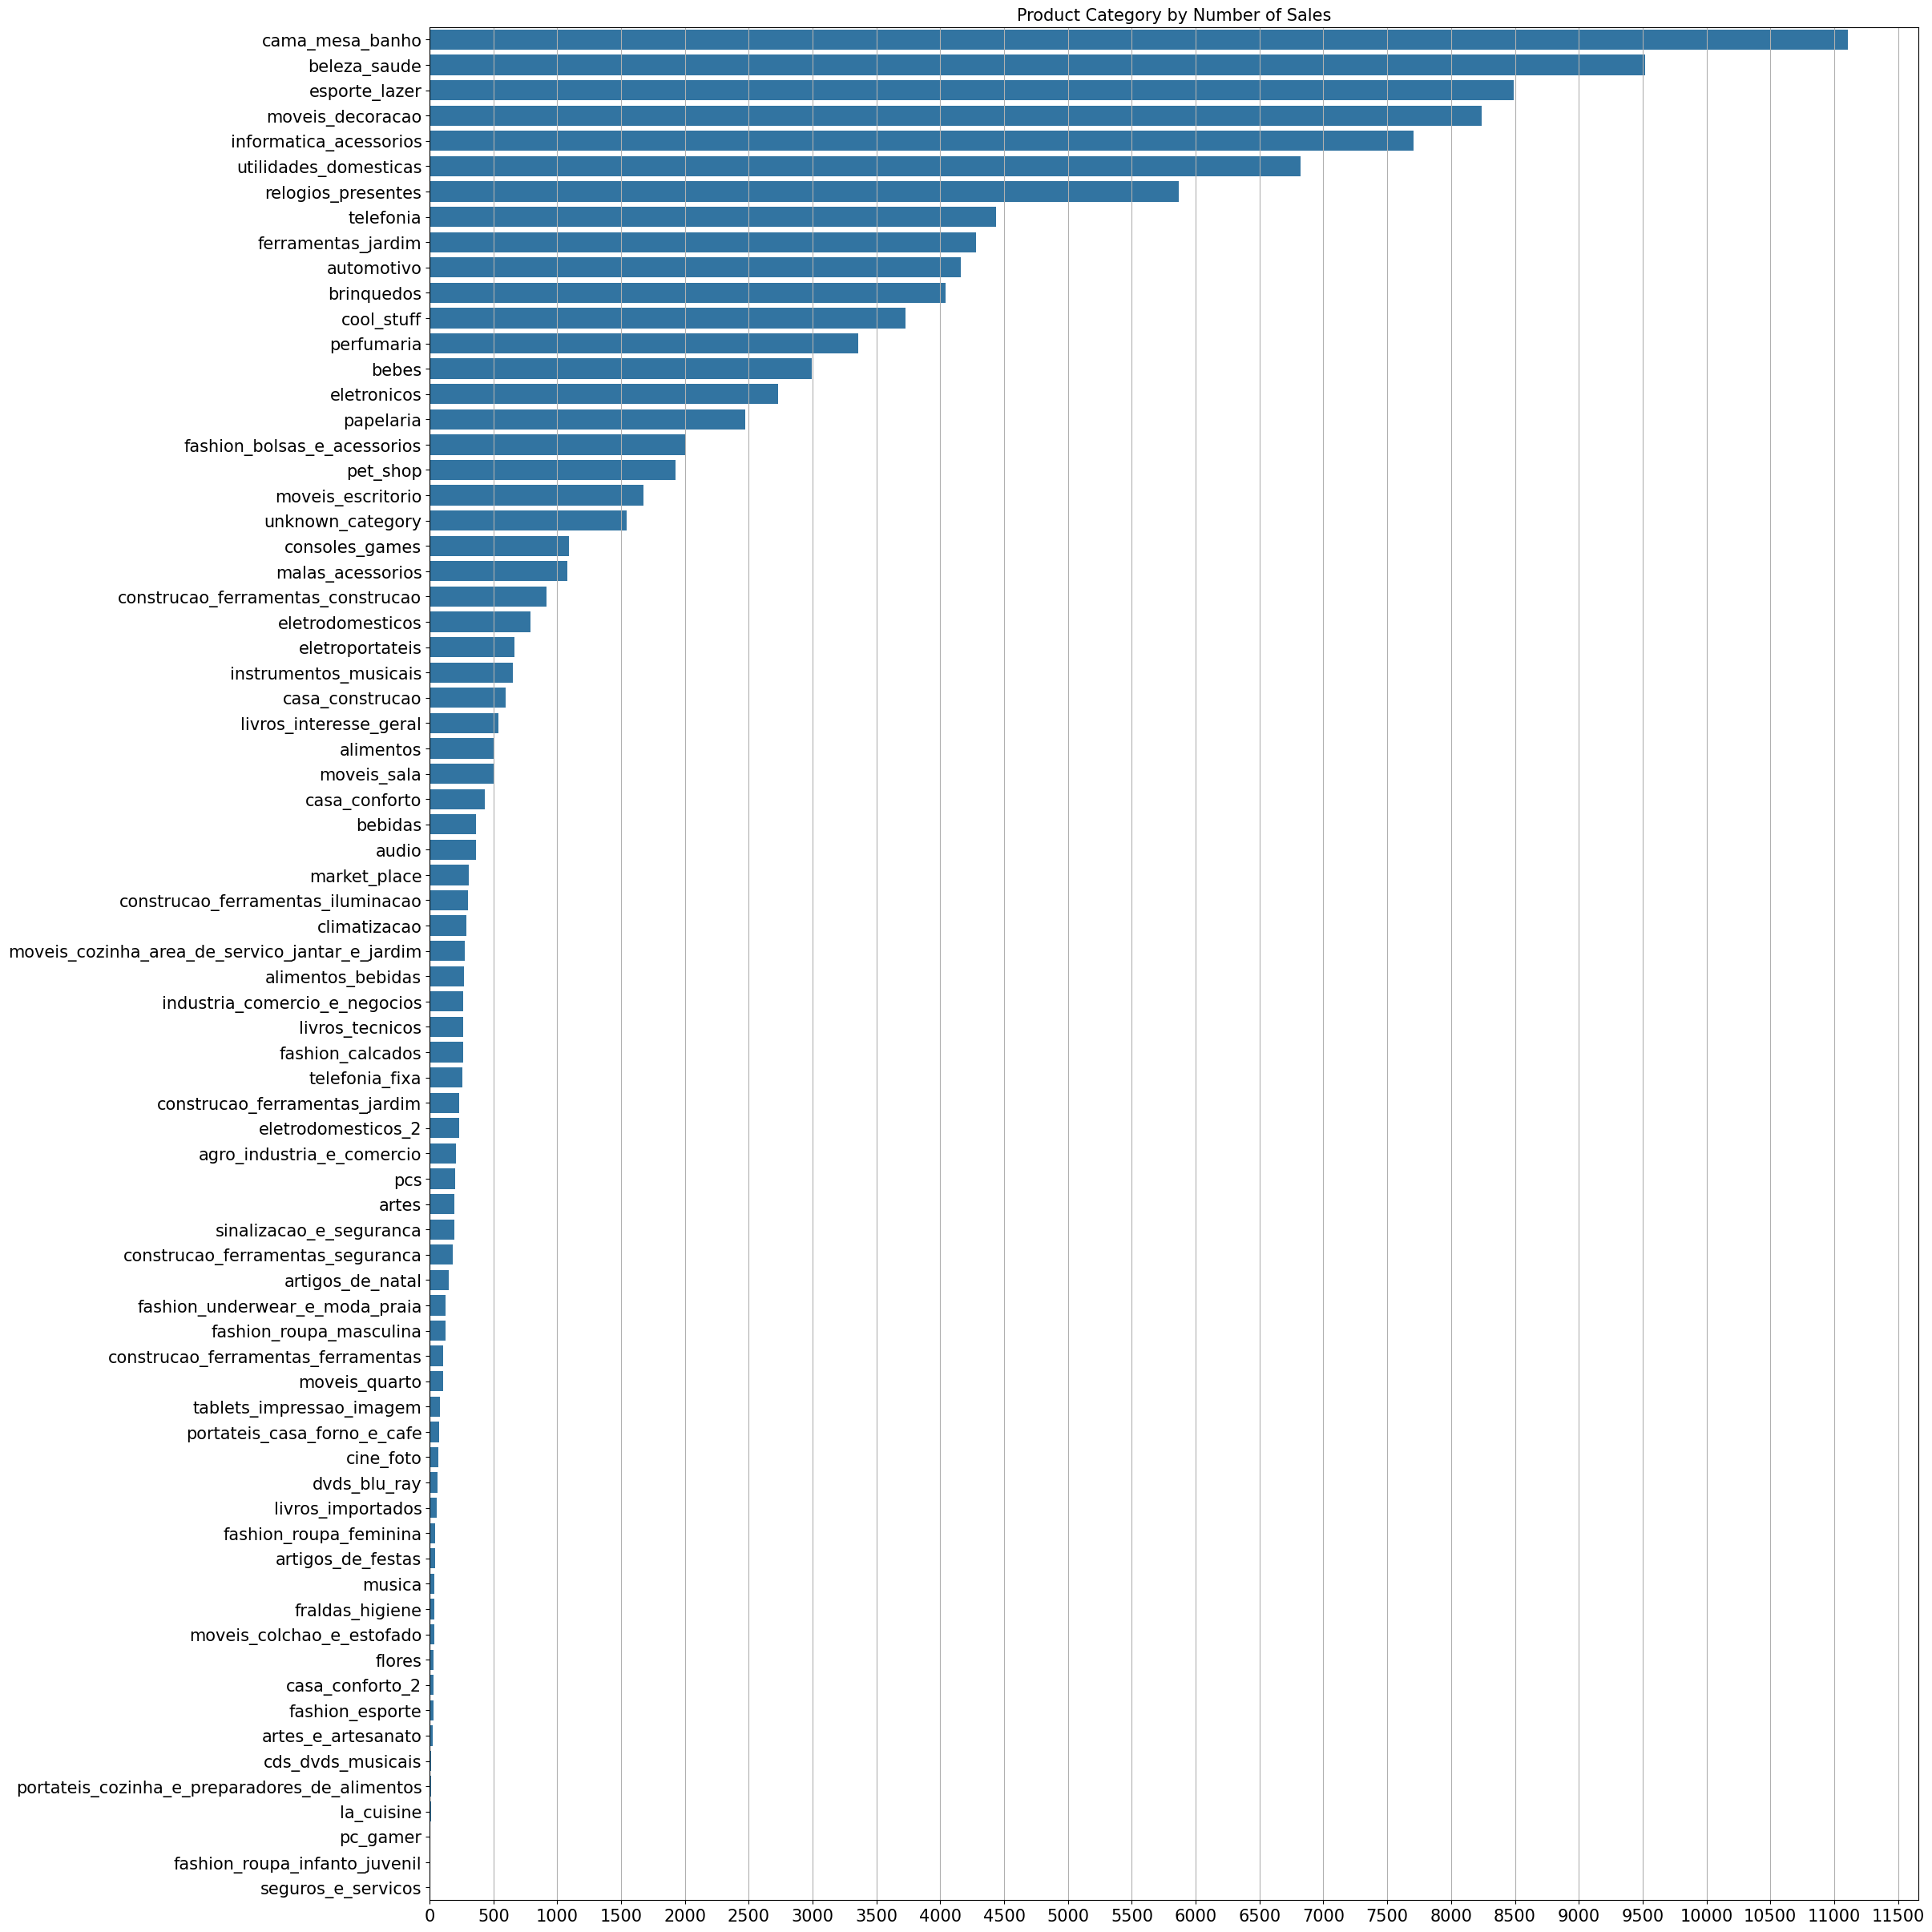 Product Category by Number of Sales
cama_mesa_banho
beleza_saude
esporte_lazer
moveis_decoracao
informatica_acessorios
utilidades_domesticas
relogios_presentes
telefonia
ferramentas_jardim
automotivo
brinquedos
cool_stuff
perfumaria
bebes
eletronicos
papelaria
fashion_bolsas_e_acessorios
pet_shop
moveis_escritorio
unknown_category
consoles_games
malas_acessorios
construcao_ferramentas_construcao
eletrodomesticos
eletroportateis
instrumentos_musicais
casa_construcao
livros_interesse_geral
alimentos
moveis_sala
casa_conforto
bebidas
audio
market_place
construcao_ferramentas_iluminacao
climatizacao
moveis_cozinha_area_de_servico_jantar_e_jardim
alimentos_bebidas
industria_comercio_e_negocios
livros_tecnicos
fashion_calcados
telefonia_fixa
construcao_ferramentas_jardim
eletrodomesticos_2
agro_industria_e_comercio
pcs
artes
sinalizacao_e_seguranca
construcao_ferramentas_seguranca
artigos_de_natal
fashion_underwear_e_moda_praia
fashion_roupa_masculina
construcao_ferramentas_ferramentas
moveis_quarto
tablets_impressao_imagem
portateis_casa_forno_e_cafe
cine_foto
dvds_blu_ray
livros_importados
fashion_roupa_feminina
artigos_de_festas
musica
fraldas_higiene
moveis_colchao_e_estofado
flores
casa_conforto_2
fashion_esporte
artes_e_artesanato
cds_dvds_musicais
portateis_cozinha_e_preparadores_de_alimentos
la_cuisine
pc_gamer
fashion_roupa_infanto_juvenil
seguros_e_servicos
0 500 1000 1500 2000 2500 3000 3500 4000 4500 5000 5500 6000 6500 7000 7500 8000 8500 9000 9500 10000 10500 11000 11500